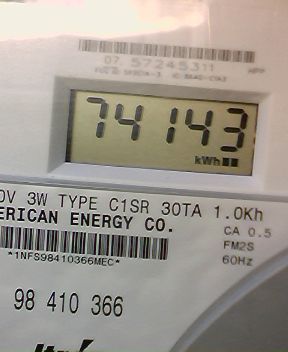 07 57245311
74143
kWh
0V 3W TYPE C1SR 30TA 1.0Kh
ERICAN ENERGY CO.
CA 0.5
FM2S
60Hz
*1NFS98410366MEC*
98 410 366